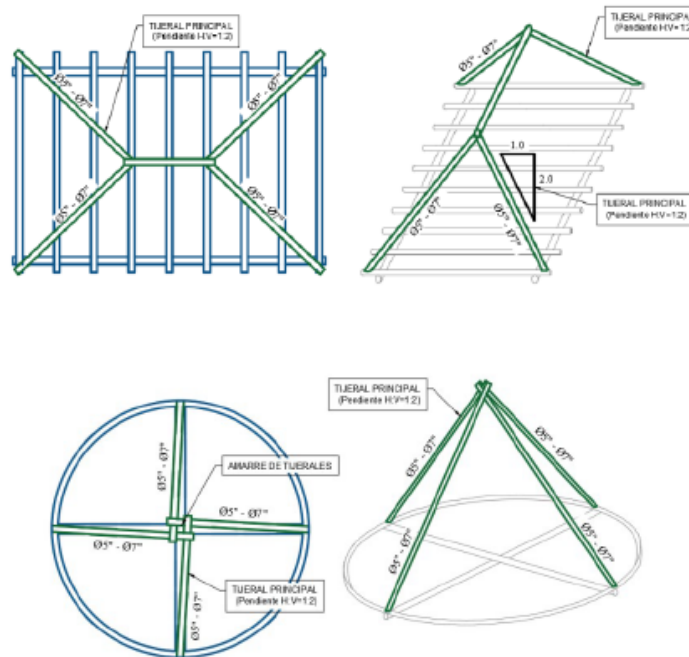 TIJERAL PRINCIPAL
(Pendiente H:V=1:2)
Ø5" - Ø7"
Ø5" - Ø7"
Ø5" - Ø7"
Ø5" - Ø7"
TIJERAL PRINCIPAL
(Pendiente H:V=1:2
Ø5" - Ø7"
1.0
2.0
TIJERAL PRINCIPAL
(Pendiente H:V=1:2)
Ø5" - Ø7"
Ø5" - Ø7"
Ø5" - Ø7"
AMARRE DE TIJERALES
Ø5" - Ø7"
Ø5" - Ø7"
TIJERAL PRINCIPAL
(Pendiente H:V=1:2)
Ø5" - Ø7"
TIJERAL PRINCIPAL
(Pendiente H:V=1:2)
Ø5" - Ø7"
Ø5" - Ø7"
Ø5" - Ø7"
Ø5" - Ø7"